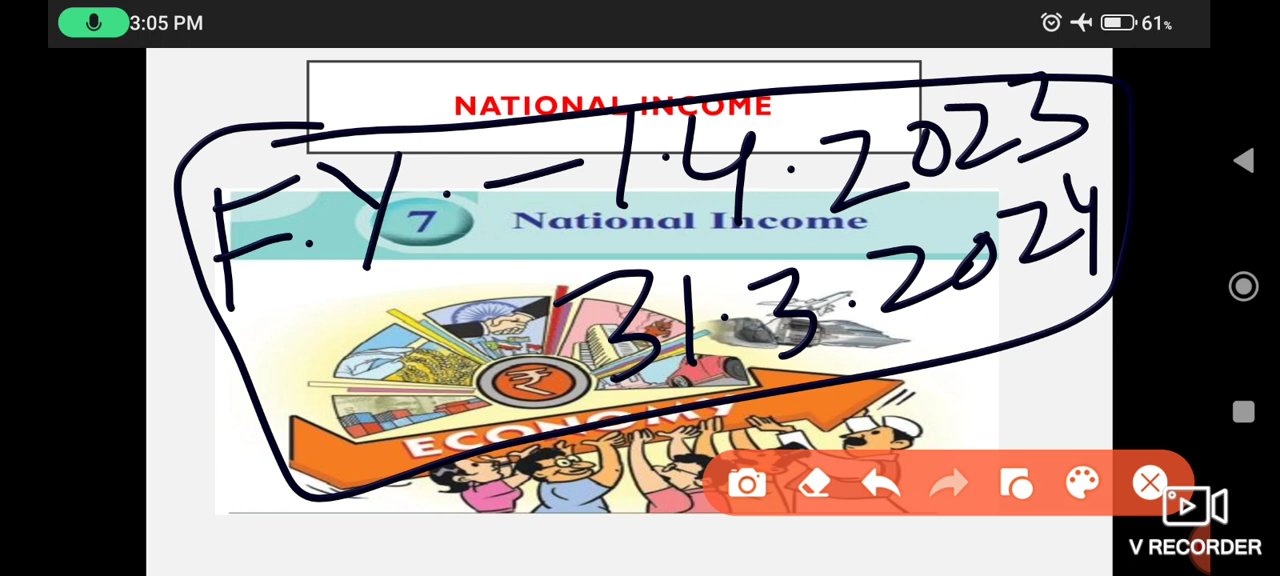 3:05 PM
61%
NATIONAL INCOME
F.Y. - 1.4.2023
7 National Income
31.3.2024
ECONOMY
V RECORDER